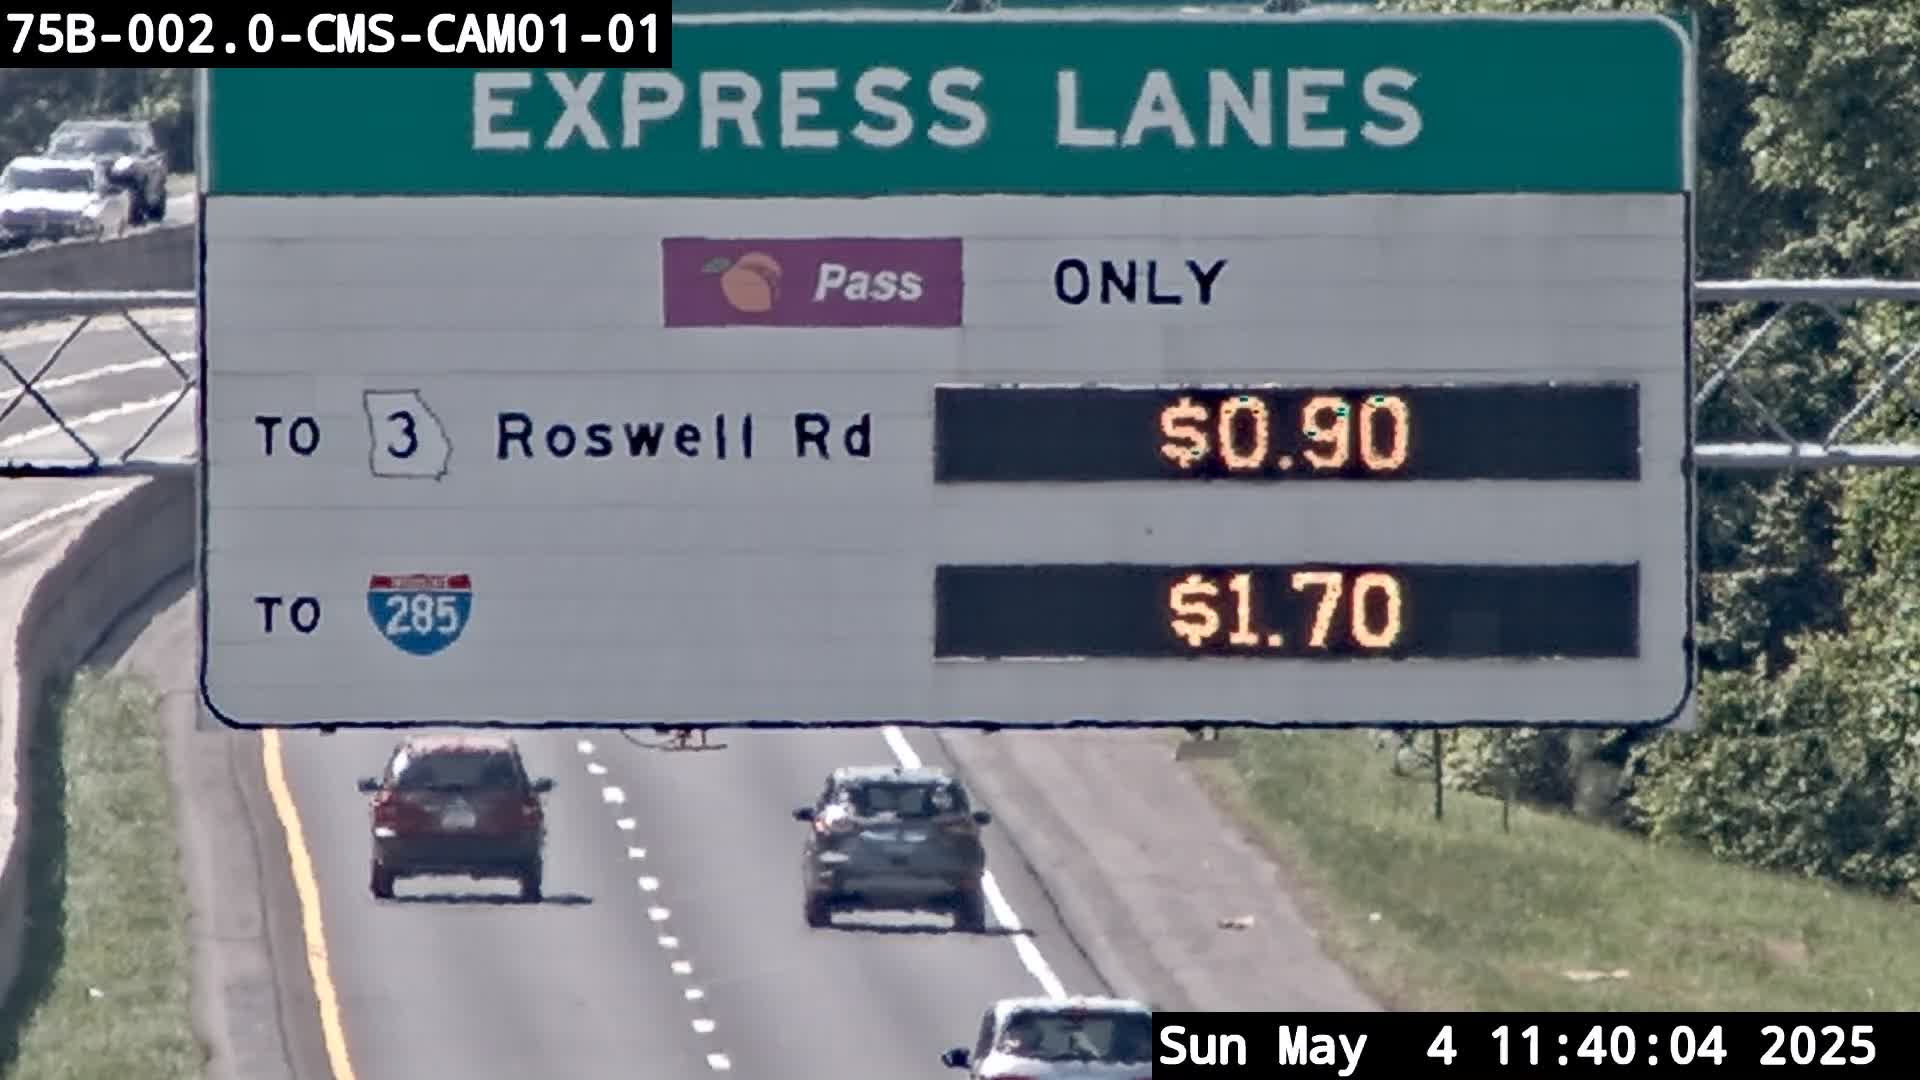 75B-002.0-CMS-CAM01-01
EXPRESS LANES
Pass ONLY
TO 3 Roswell Rd $0.90
TO 285 $1.70
Sun May 4 11:40:04 2025